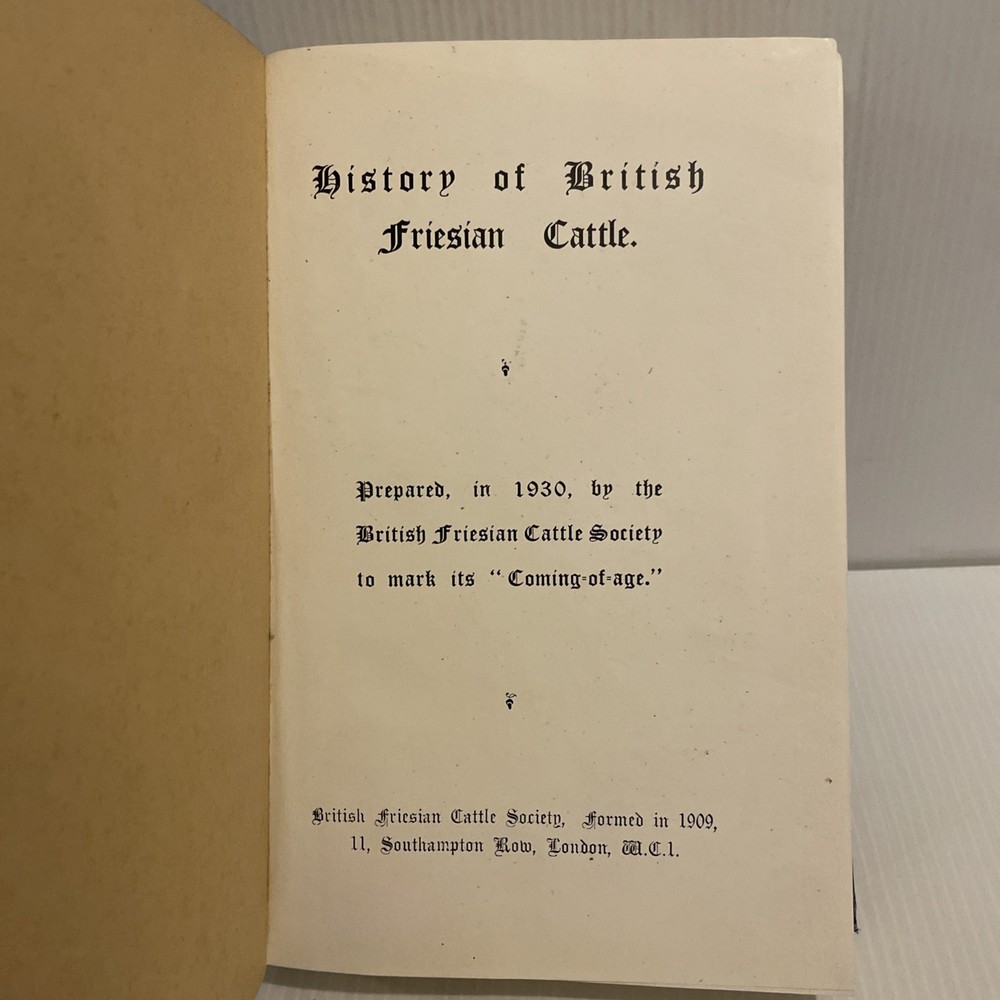 History of British
Friesian Cattle.
Prepared, in 1930, by the
British Friesian Cattle Society
to mark its "Coming-of-age."
British Friesian Cattle Society, Formed in 1909,
11, Southampton Row, London, W.C.1.